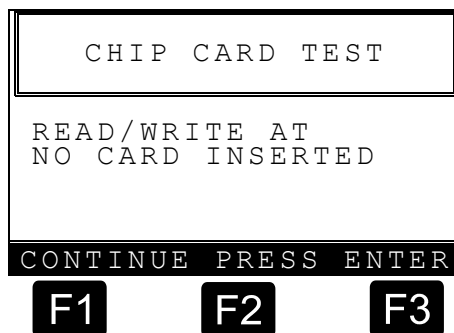 CHIP CARD TEST
READ/WRITE AT
NO CARD INSERTED
CONTINUE PRESS ENTER
F1 F2 F3